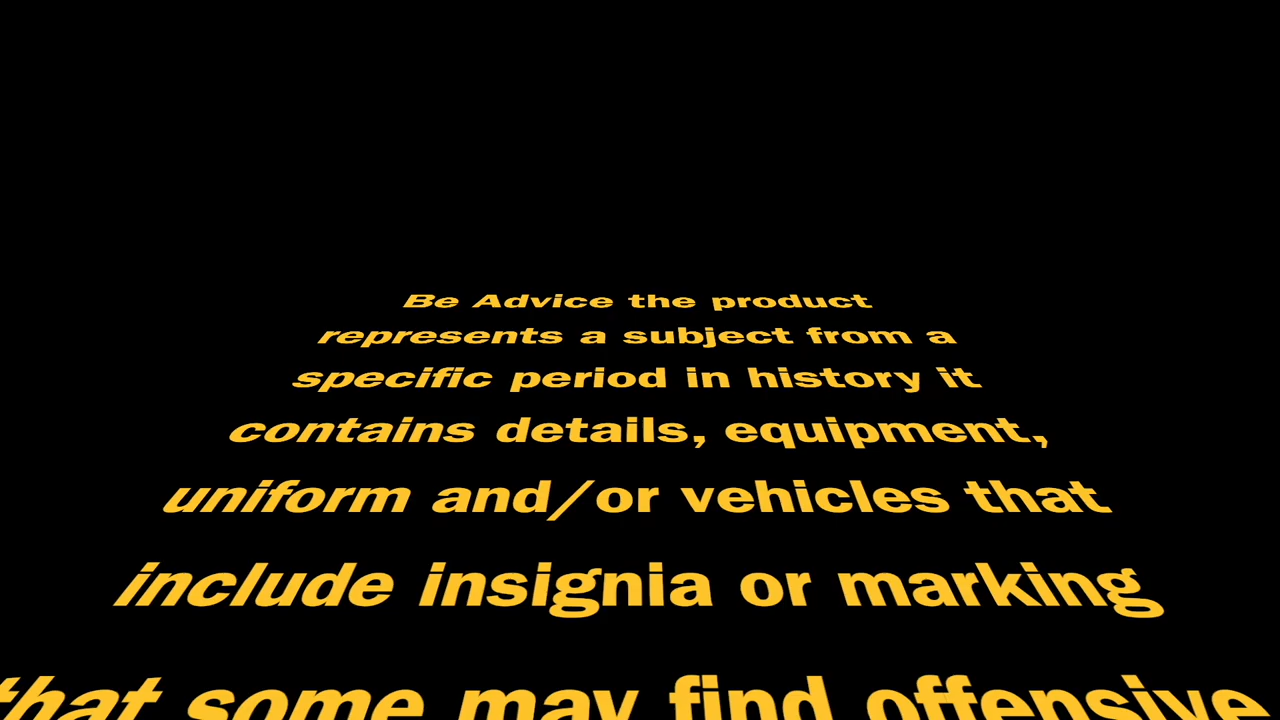 Be Advice the product
represents a subject from a
specific period in history it
contains details, equipment,
uniform and/or vehicles that
include insignia or marking
that some may find offensive